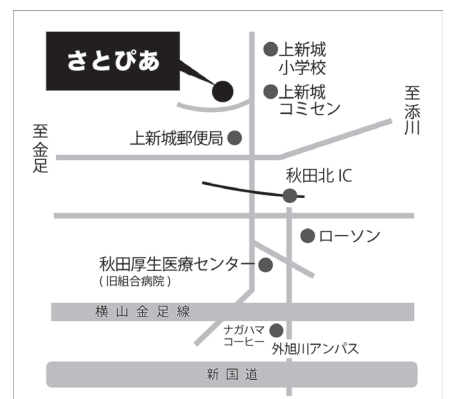 さとぴあ
上新城
小学校
上新城
コミセン
至添川
至金足
上新城郵便局
秋田北IC
ローソン
秋田厚生医療センター
(旧組合病院)
横山金足線
ナガハマ
コーヒー
外旭川アンパス
新国道